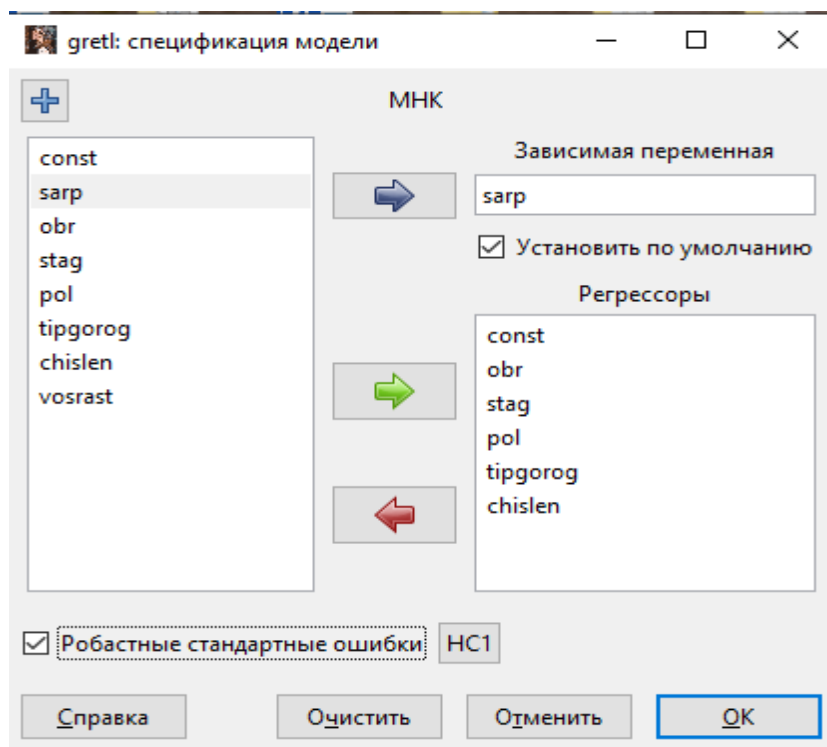 gretl: спецификация модели
МНК
const
sarp
obr
stag
pol
tipgorog
chislen
vosrast
Зависимая переменная
sarp
Установить по умолчанию
Регрессоры
const
obr
stag
pol
tipgorog
chislen
Робастные стандартные ошибки HC1
Справка Очистить Отменить OK